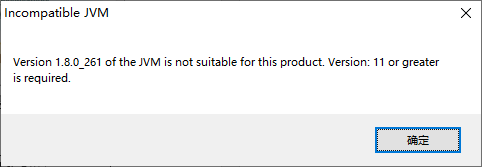 Incompatible JVM
Version 1.8.0_261 of the JVM is not suitable for this product. Version: 11 or greater
is required.
确定